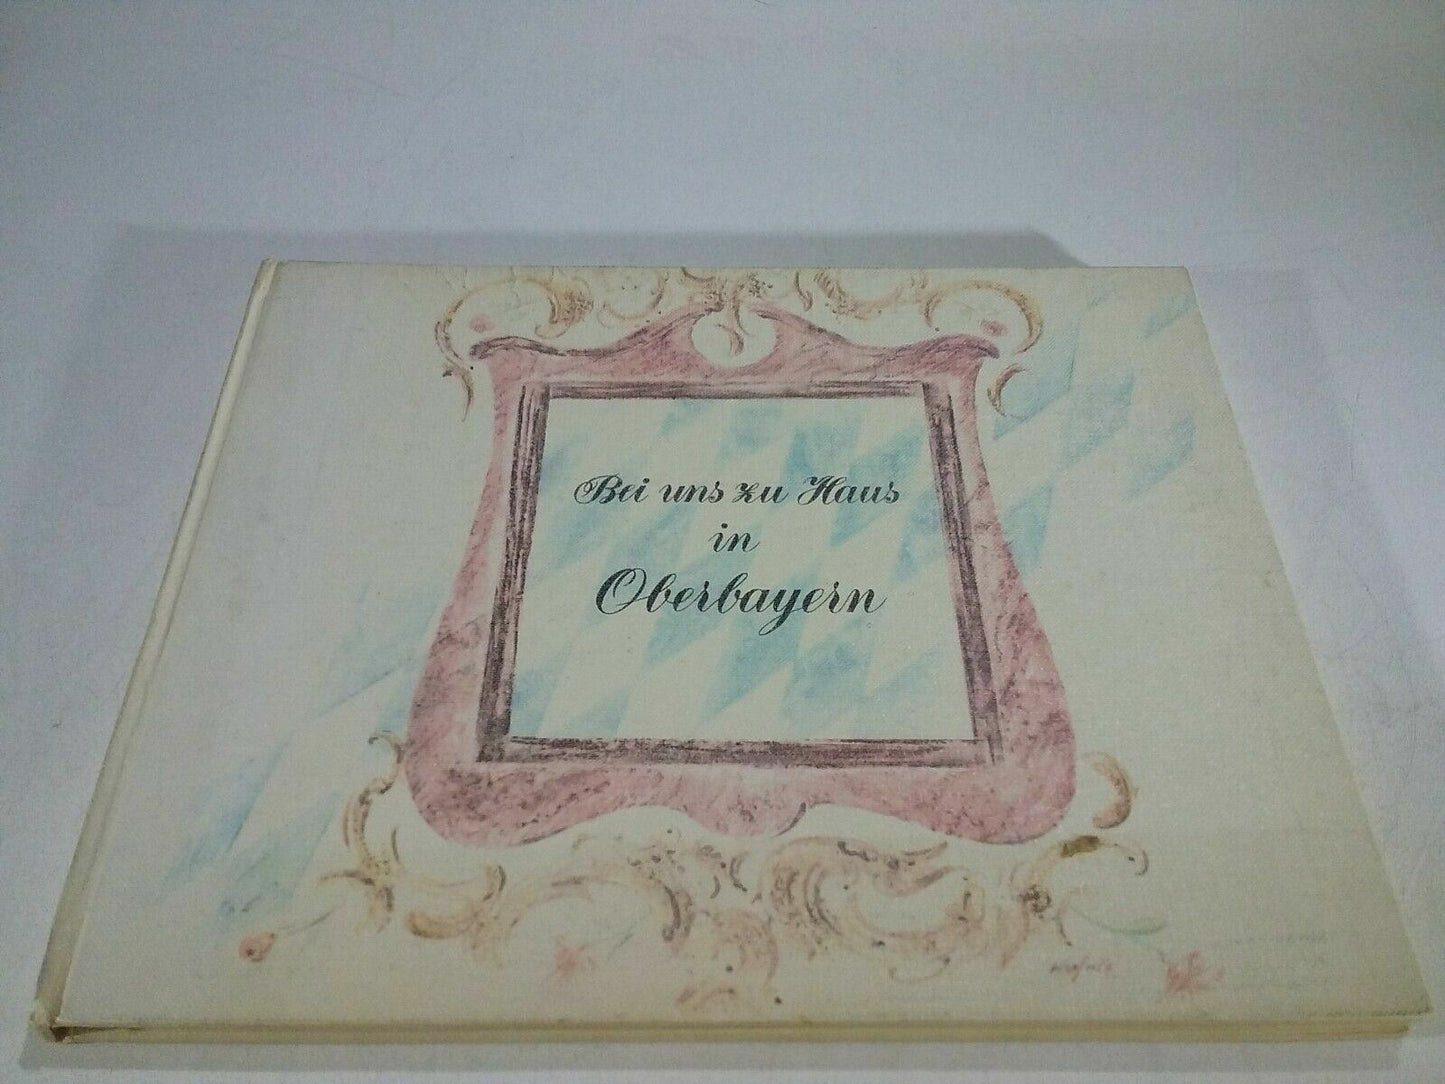 Bei uns zu Haus
in
Oberbayern